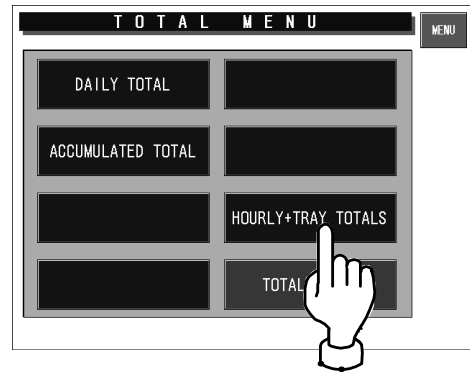 TOTAL MENU
MENU
DAILY TOTAL
ACCUMULATED TOTAL
HOURLY+TRAY TOTALS
TOTAL